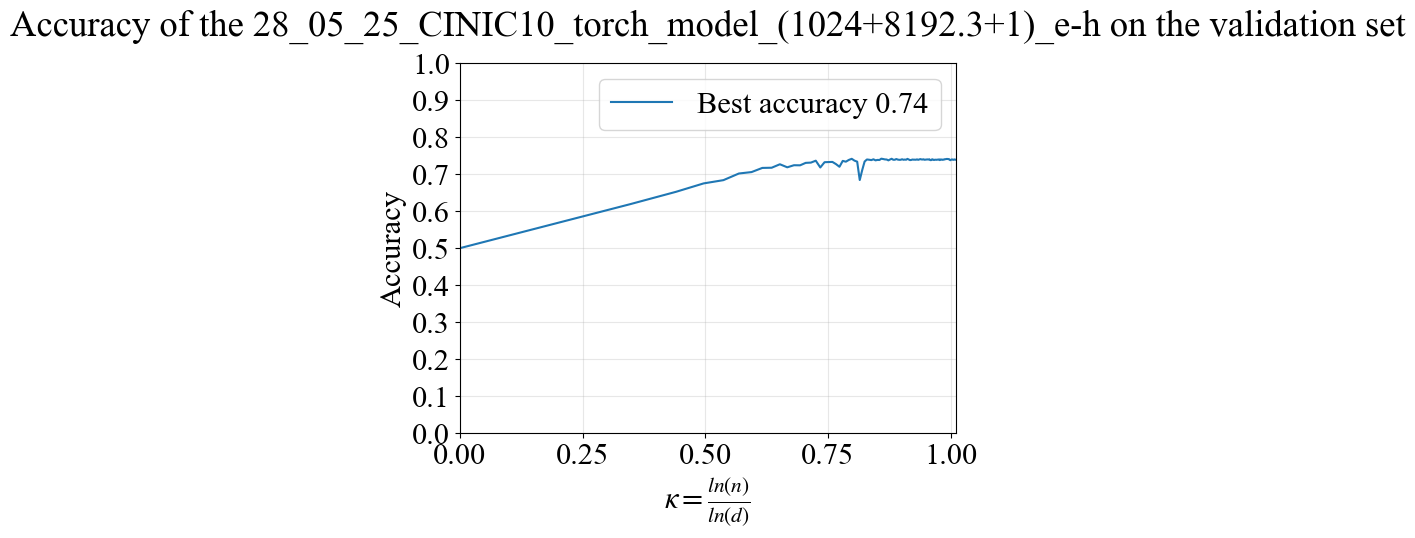 Accuracy of the 28_05_25_CINIC10_torch_model_(1024+8192.3+1)_e-h on the validation set
Best accuracy 0.74
Accuracy
1.0
0.9
0.8
0.7
0.6
0.5
0.4
0.3
0.2
0.1
0.0
0.00 0.25 0.50 0.75 1.00
κ = ln(n) / ln(d)